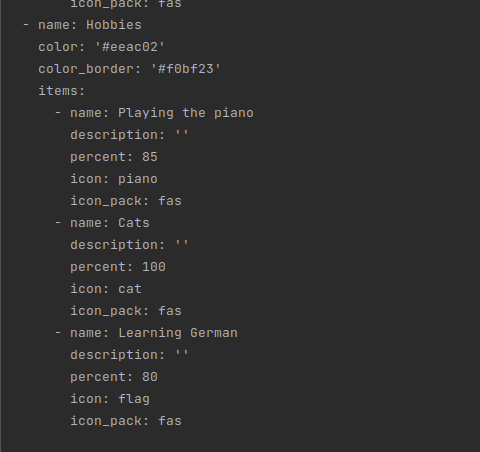 icon_pack: fas
- name: Hobbies
color: '#eeac02'
color_border: '#f0bf23'
items:
- name: Playing the piano
description: ''
percent: 85
icon: piano
icon_pack: fas
- name: Cats
description: ''
percent: 100
icon: cat
icon_pack: fas
- name: Learning German
description: ''
percent: 80
icon: flag
icon_pack: fas